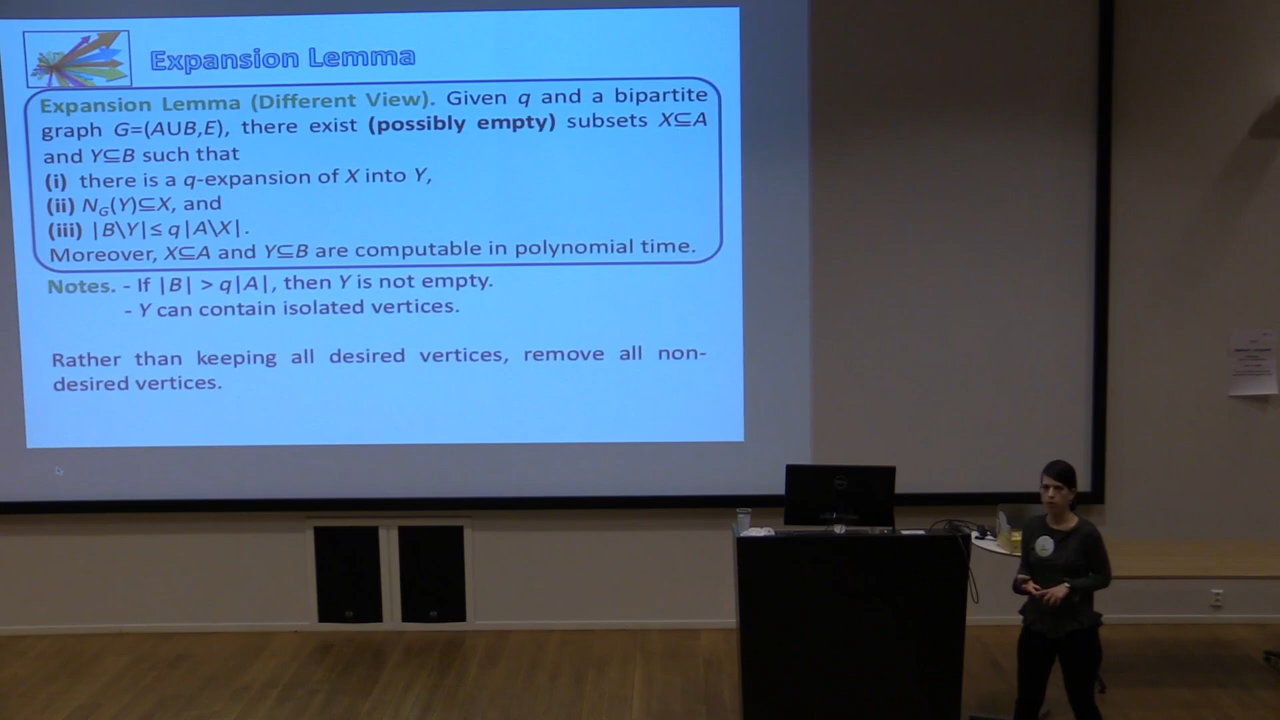 Expansion Lemma
Expansion Lemma (Different View). Given q and a bipartite
graph G=(A∪B,E), there exist (possibly empty) subsets X⊆A
and Y⊆B such that
(i) there is a q-expansion of X into Y,
(ii) N_G(Y)⊆X, and
(iii) |B\Y|≤ q|A\X|.
Moreover, X⊆A and Y⊆B are computable in polynomial time.
Notes. - If |B| > q|A|, then Y is not empty.
- Y can contain isolated vertices.
Rather than keeping all desired vertices, remove all non-
desired vertices.